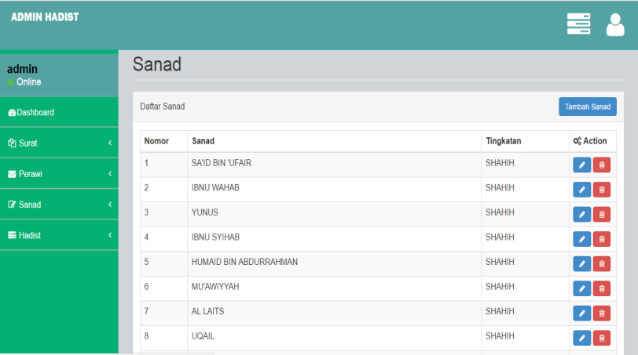 ADMIN HADIST
admin
Online
Dashboard
Surat
Perawi
Sanad
Hadist
Sanad
Daftar Sanad
Tambah Sanad
Nomor Sanad Tingkatan Action
1 SA'ID BIN 'UFAIR SHAHIH
2 IBNU WAHAB SHAHIH
3 YUNUS SHAHIH
4 IBNU SYIHAB SHAHIH
5 HUMAID BIN ABDURRAHMAN SHAHIH
6 MU'AWIYYAH SHAHIH
7 AL LAITS SHAHIH
8 UQAIL SHAHIH